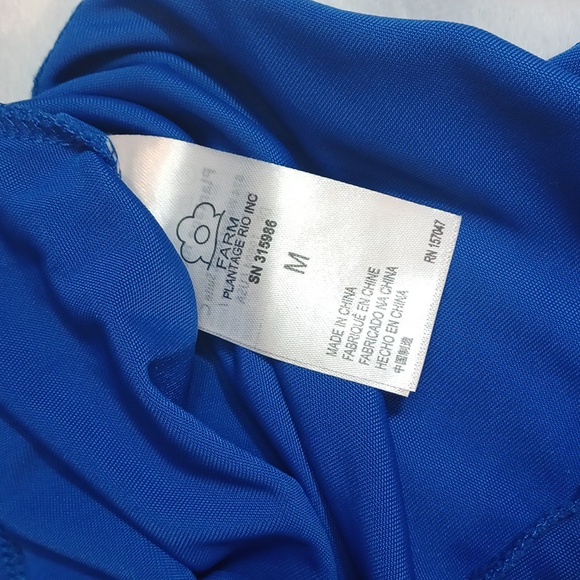 FARM
PLANTAGE RIO INC
SN 315986
M
MADE IN CHINA
FABRIQUÉ EN CHINE
FABRICADO NA CHINA
HECHO EN CHINA
中国制造
RN 157047